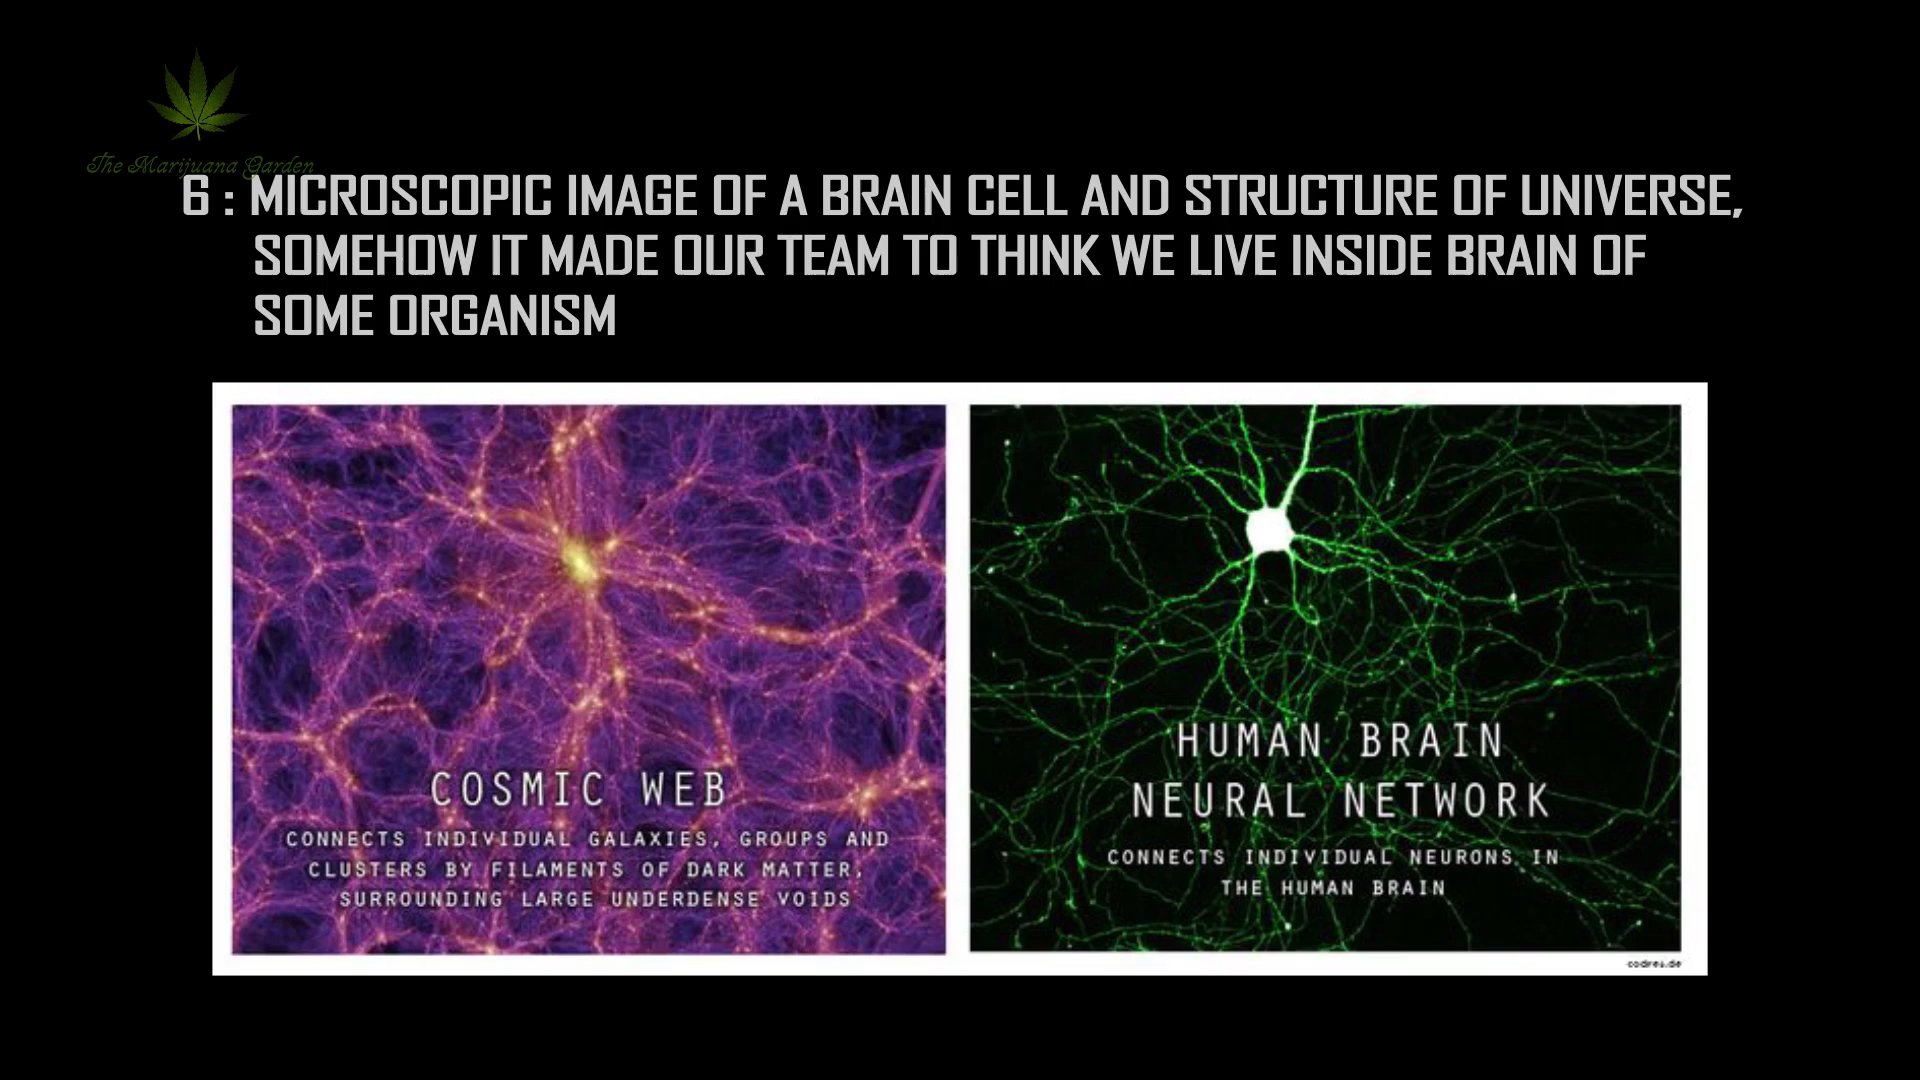 The Marijuana Garden
6 : MICROSCOPIC IMAGE OF A BRAIN CELL AND STRUCTURE OF UNIVERSE,
SOMEHOW IT MADE OUR TEAM TO THINK WE LIVE INSIDE BRAIN OF
SOME ORGANISM
COSMIC WEB
CONNECTS INDIVIDUAL GALAXIES, GROUPS AND
CLUSTERS BY FILAMENTS OF DARK MATTER,
SURROUNDING LARGE UNDERDENSE VOIDS
HUMAN BRAIN
NEURAL NETWORK
CONNECTS INDIVIDUAL NEURONS IN
THE HUMAN BRAIN